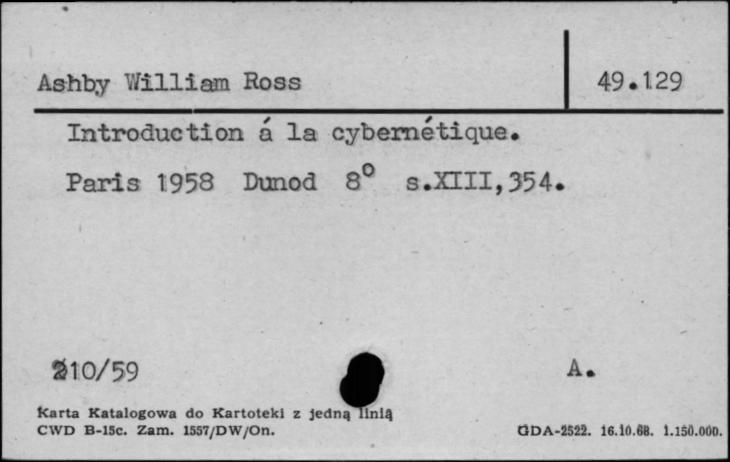 Ashby William Ross 49.129
Introduction á la cybernétique.
Paris 1958 Dunod 8° s.XIII,354.
210/59 A.
Karta Katalogowa do Kartoteki z jedną linią
CWD B-15c. Zam. 1557/DW/On. GDA-2522. 16.10.68. 1.150.000.